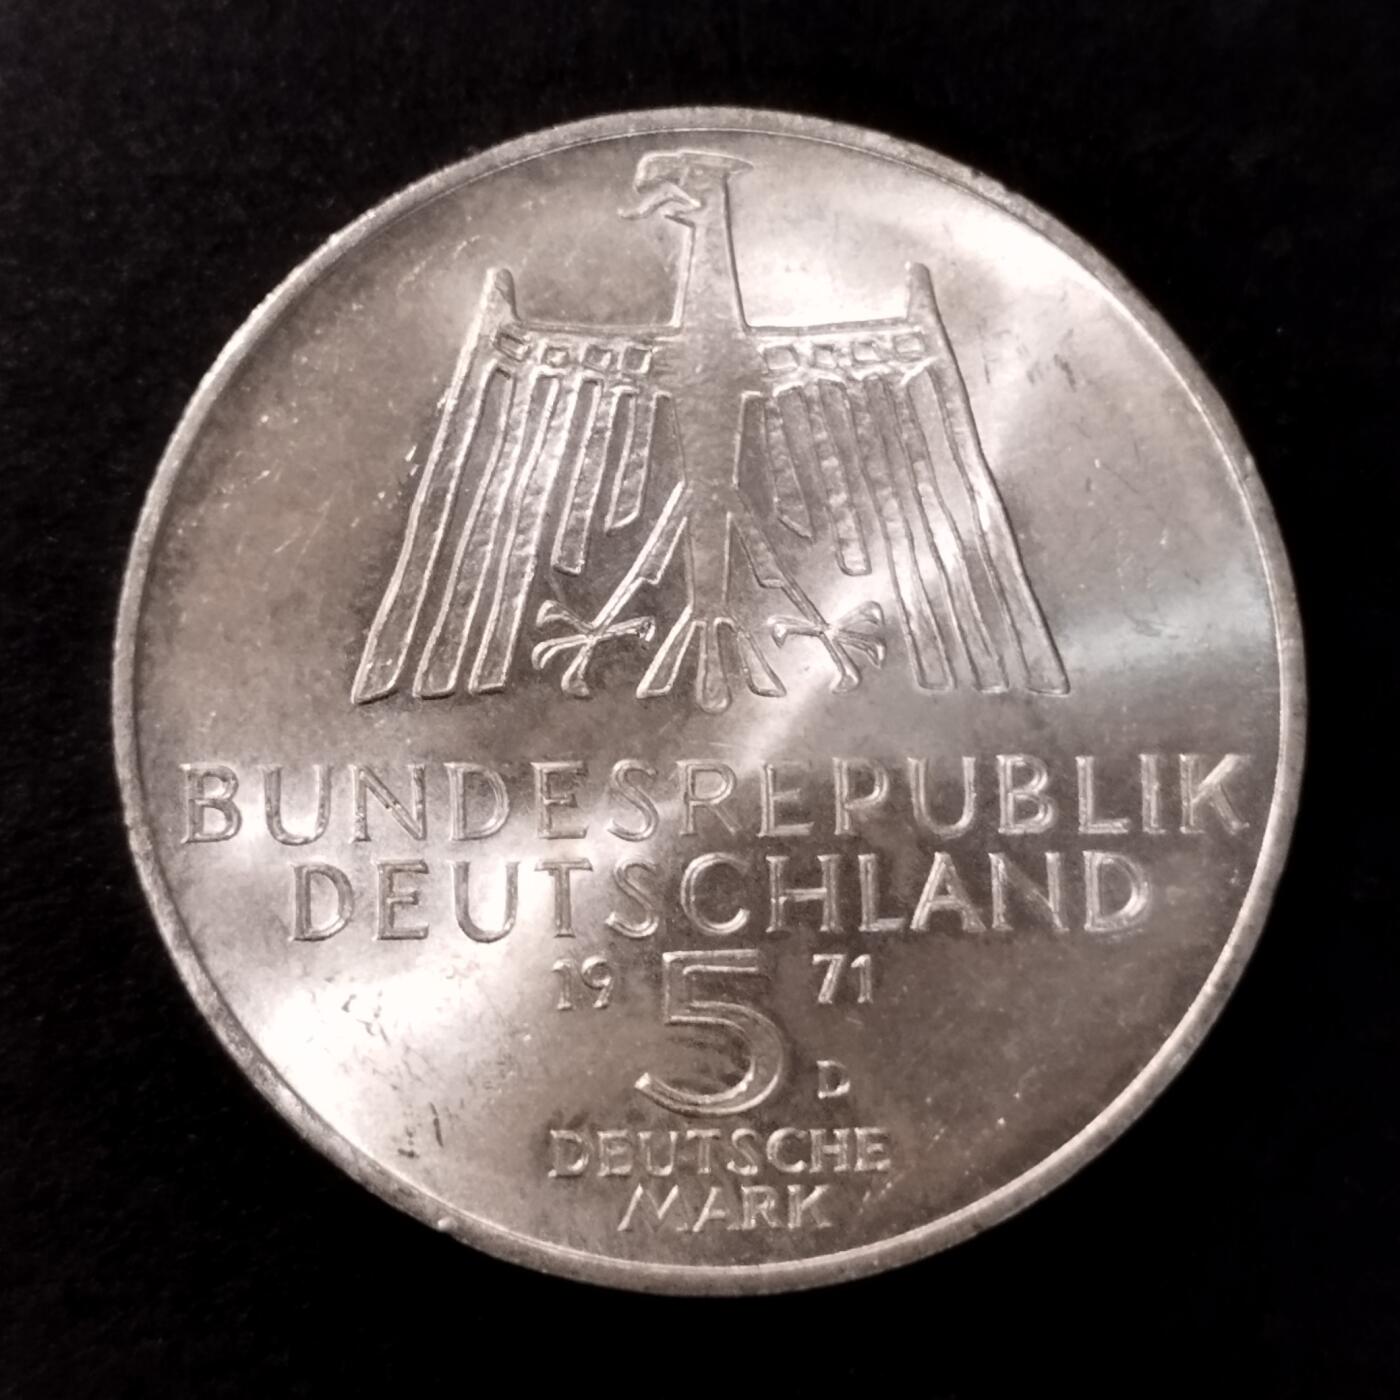 BUNDESREPUBLIK
DEUTSCHLAND
19 5 71
D
DEUTSCHE
MARK